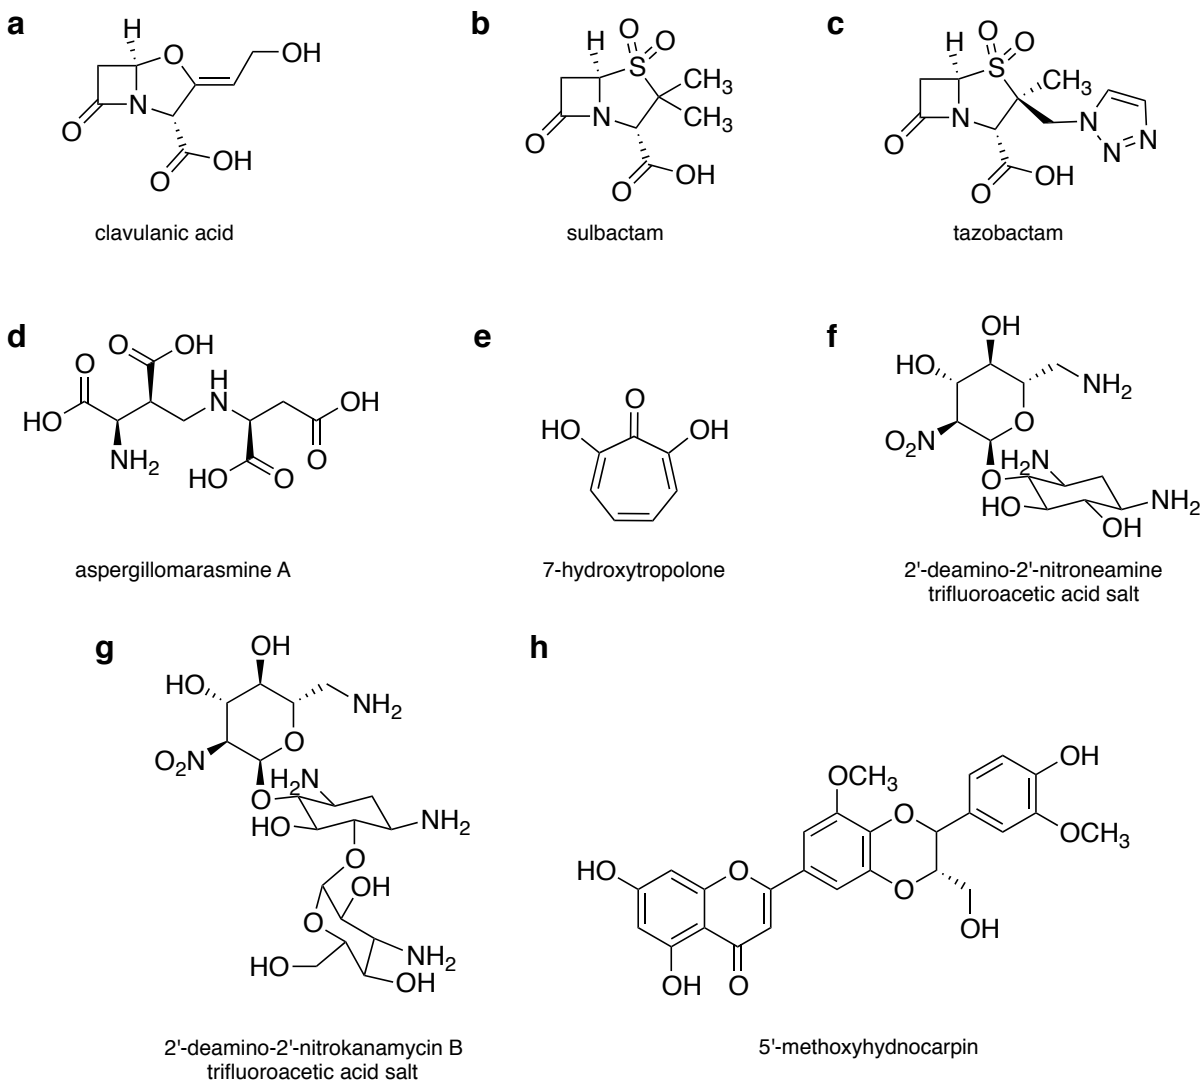 a
H
O
OH
N
O
OH
O
clavulanic acid
b
O
H
O
S
CH3
N
CH3
O
OH
O
sulbactam
c
O
H
O
S
CH3
N
N
O
N
N
OH
O
tazobactam
d
O
OH
O
H
N
HO
OH
NH2
O
HO
O
aspergillomarasmine A
e
O
HO
OH
7-hydroxytropolone
f
OH
HO
NH2
O
O2N
H2N
O
NH2
HO
OH
2'-deamino-2'-nitroneamine
trifluoroacetic acid salt
g
OH
HO
NH2
O
O2N
H2N
O
NH2
HO
O
OH
O
NH2
HO
OH
2'-deamino-2'-nitrokanamycin B
trifluoroacetic acid salt
h
OH
OCH3
O
OCH3
HO
O
O
OH
OH
O
5'-methoxyhydnocarpin